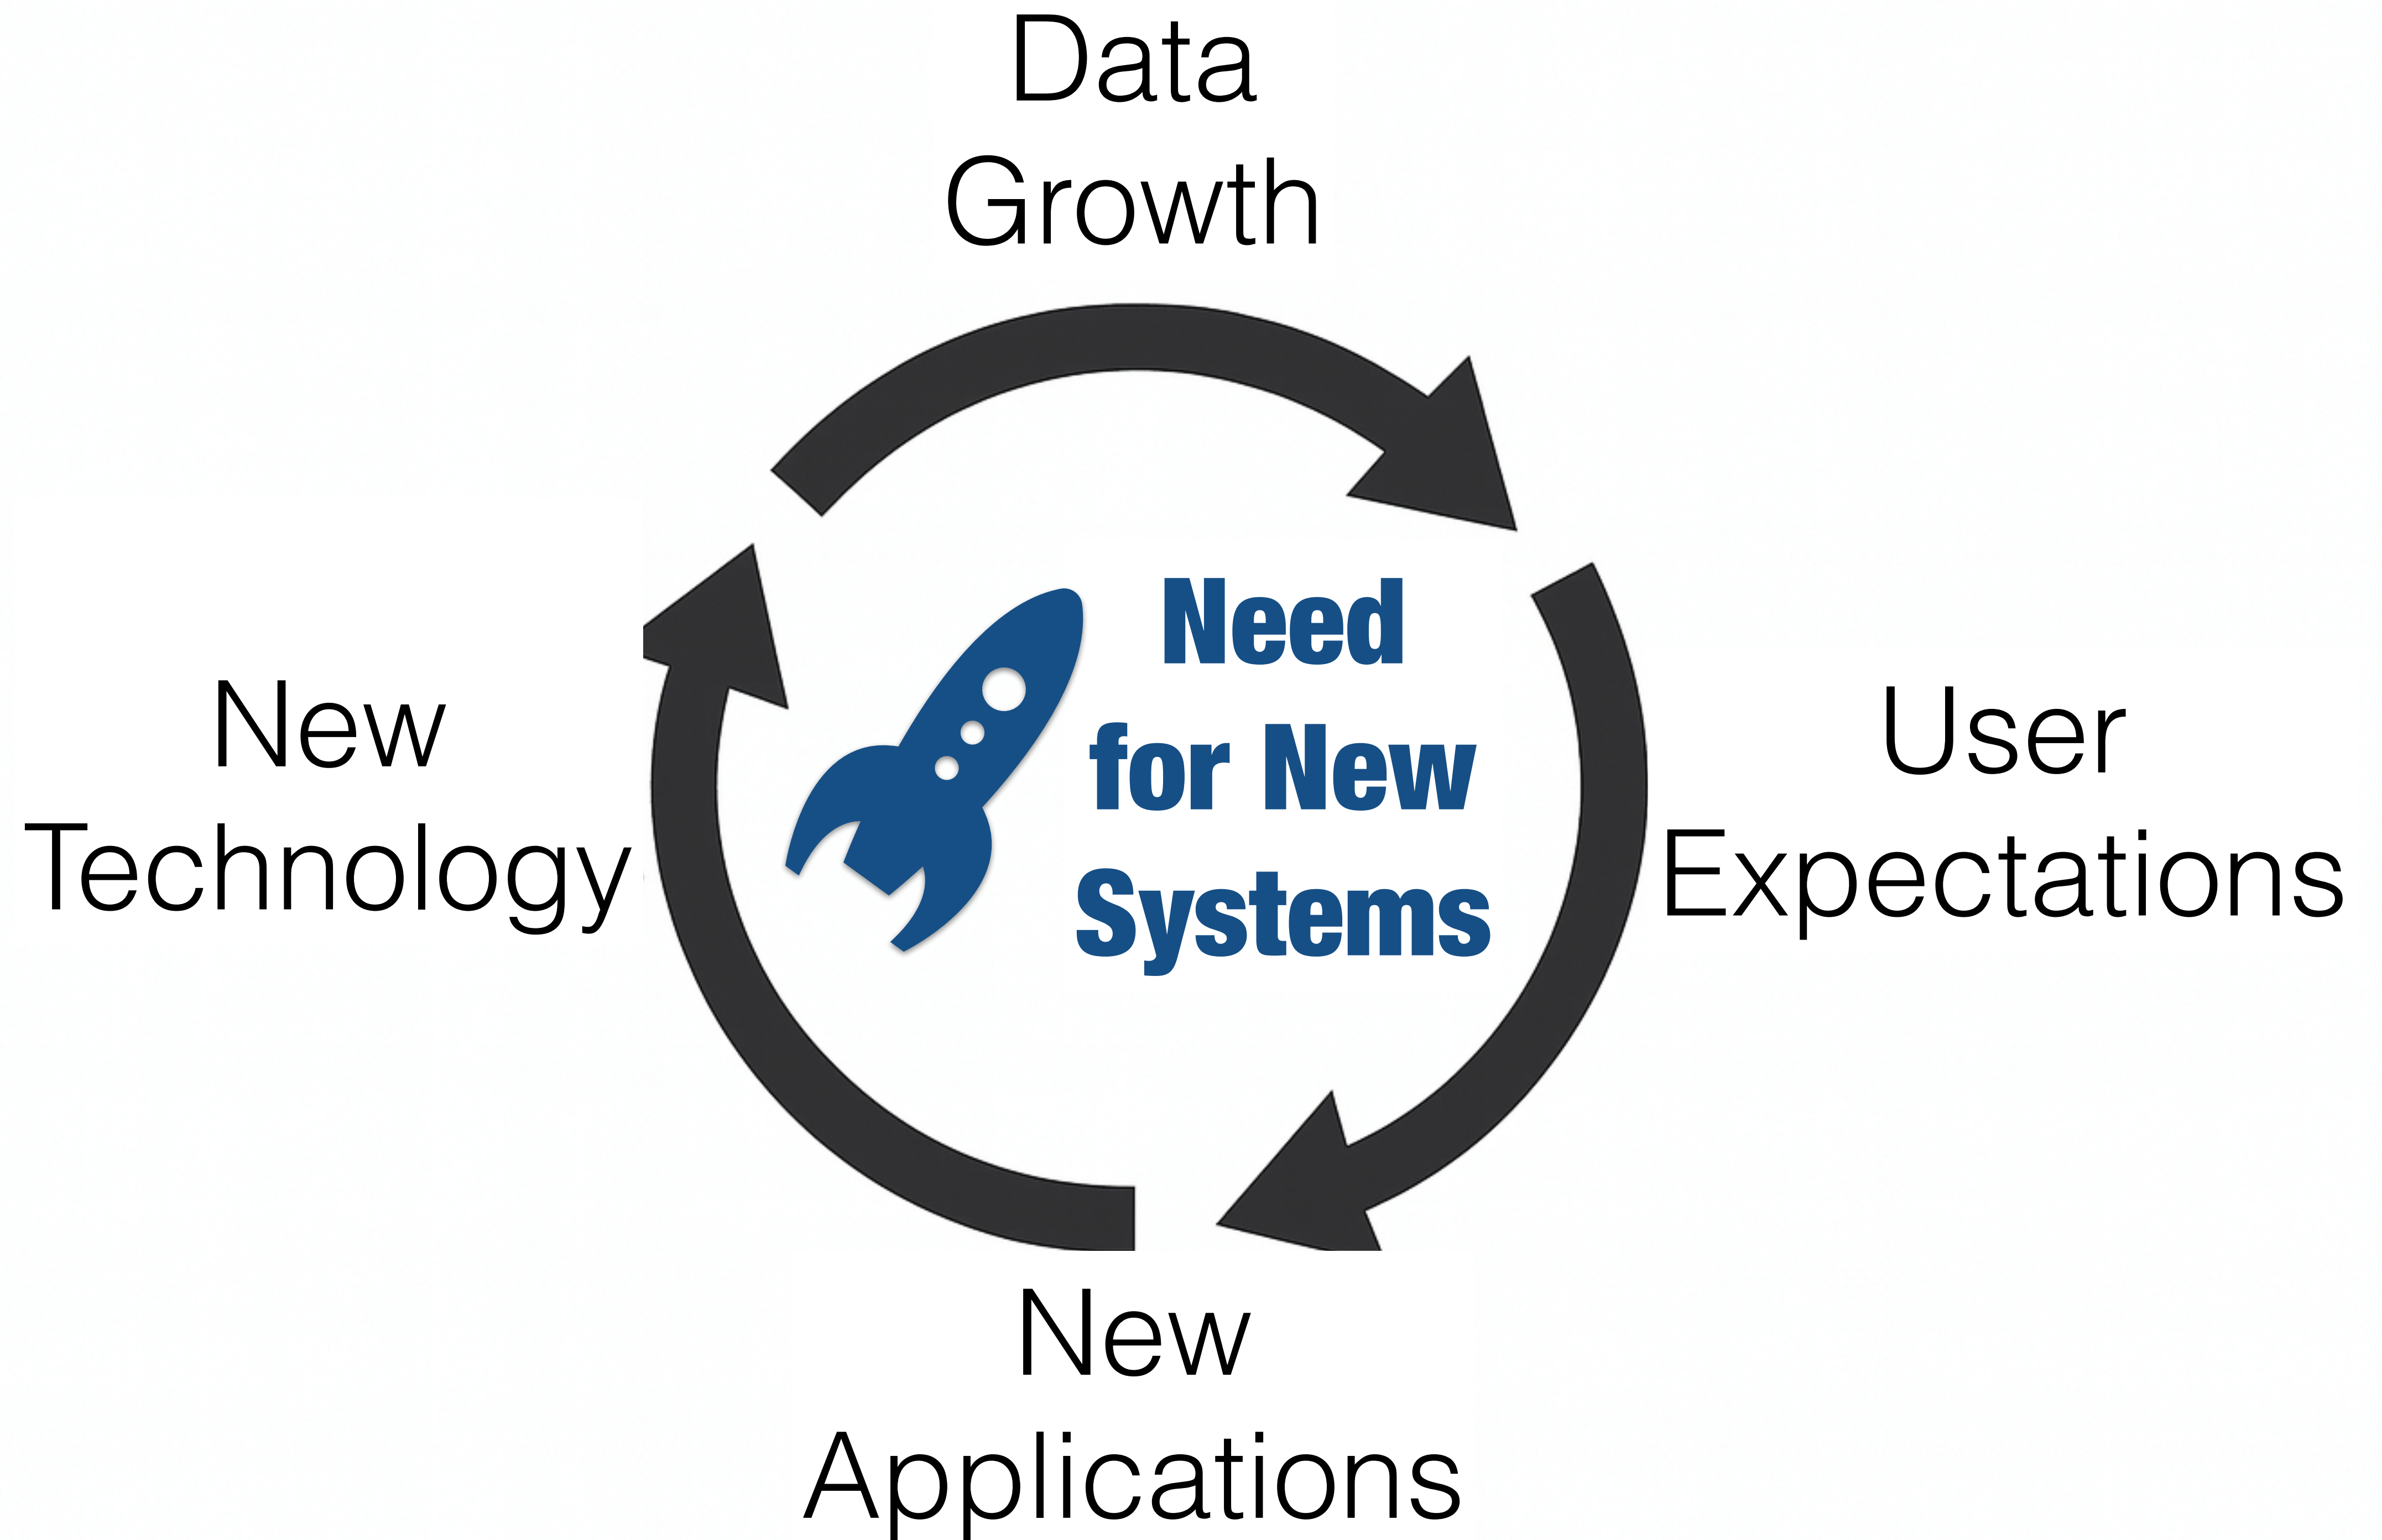 Data
Growth
Need
for New
Systems
New
Technology
User
Expectations
New
Applications